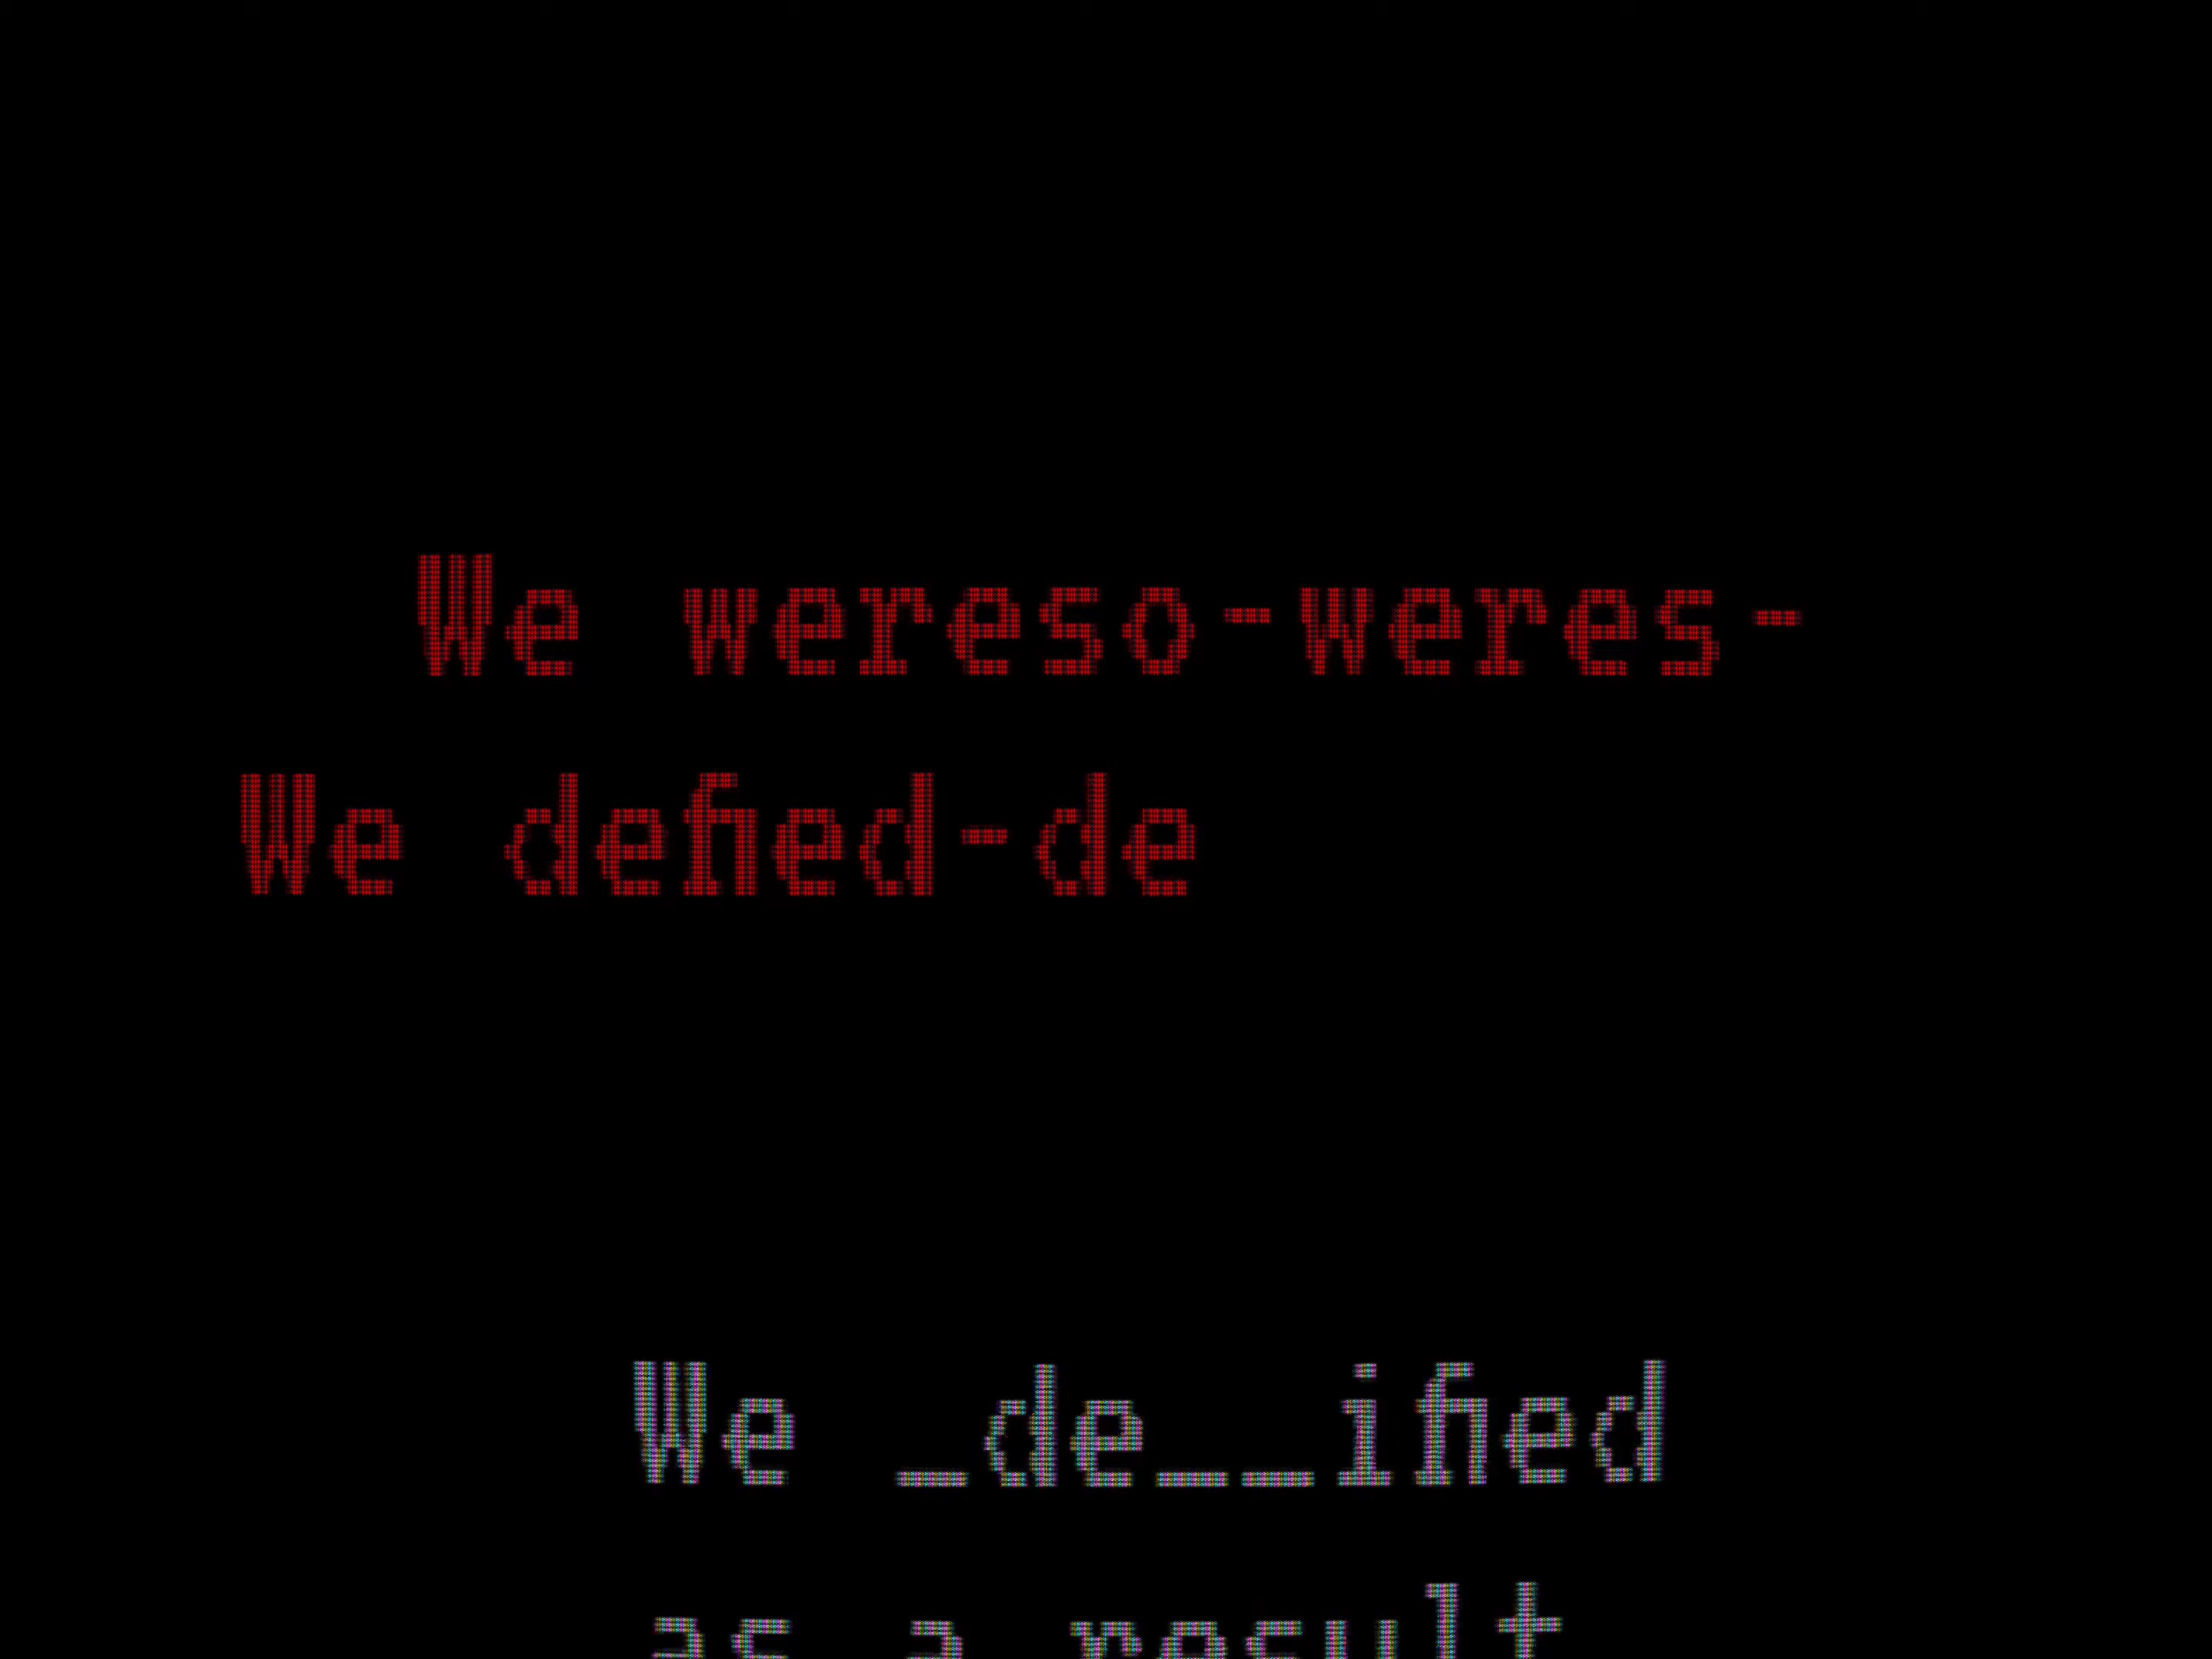 We wereso-weres-
We defied-de
We _de__ified
as a result